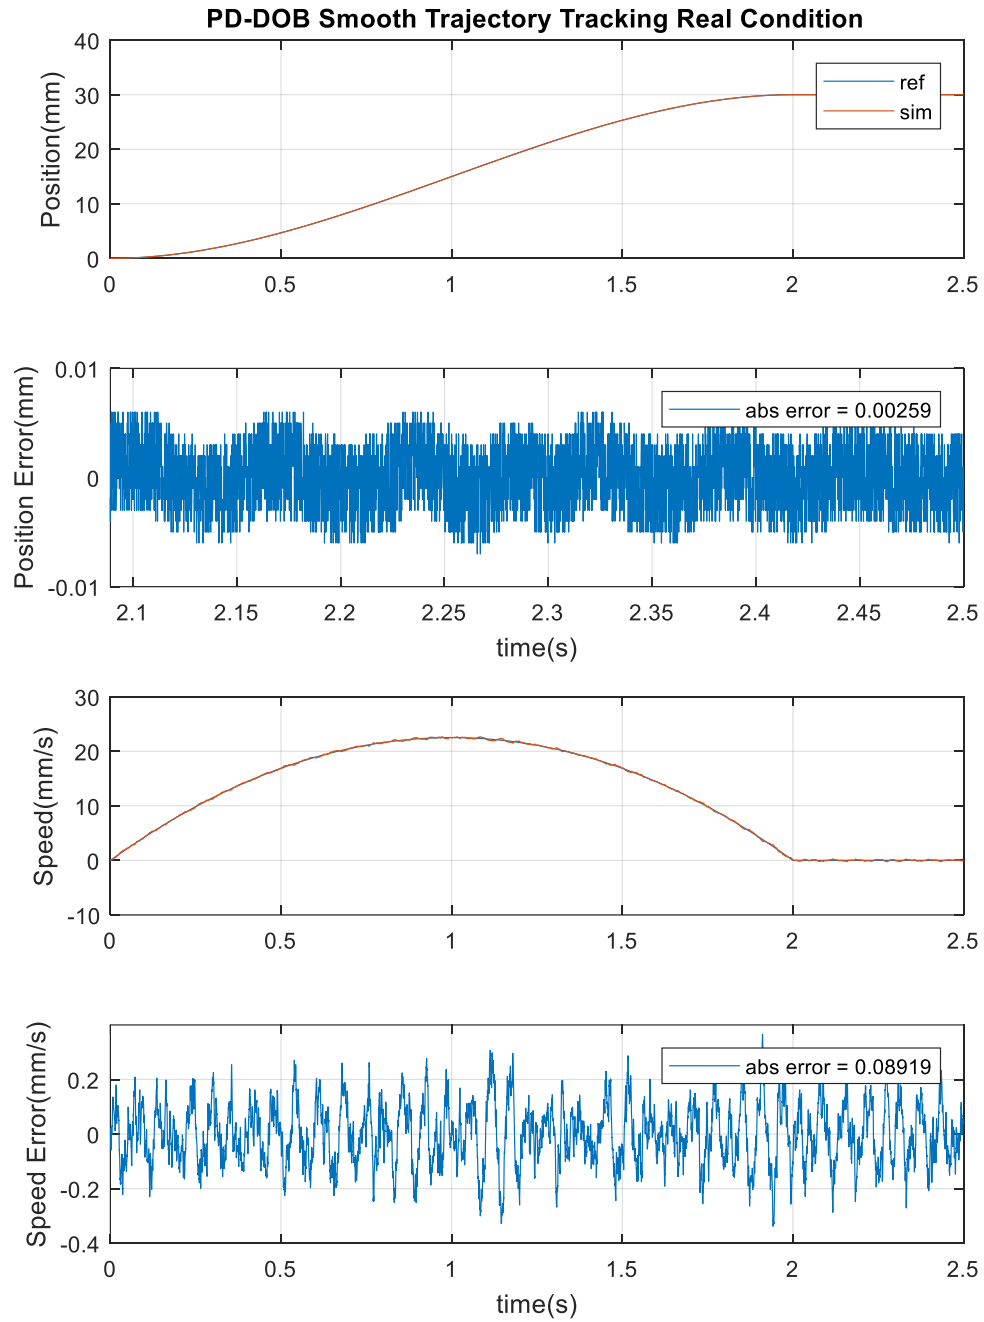 PD-DOB Smooth Trajectory Tracking Real Condition
40
30
20
10
0
Position(mm)
ref
sim
0 0.5 1 1.5 2 2.5
0.01
0
-0.01
Position Error(mm)
abs error = 0.00259
2.1 2.15 2.2 2.25 2.3 2.35 2.4 2.45 2.5
time(s)
30
20
10
0
-10
Speed(mm/s)
0 0.5 1 1.5 2 2.5
0.2
0
-0.2
-0.4
Speed Error(mm/s)
abs error = 0.08919
0 0.5 1 1.5 2 2.5
time(s)